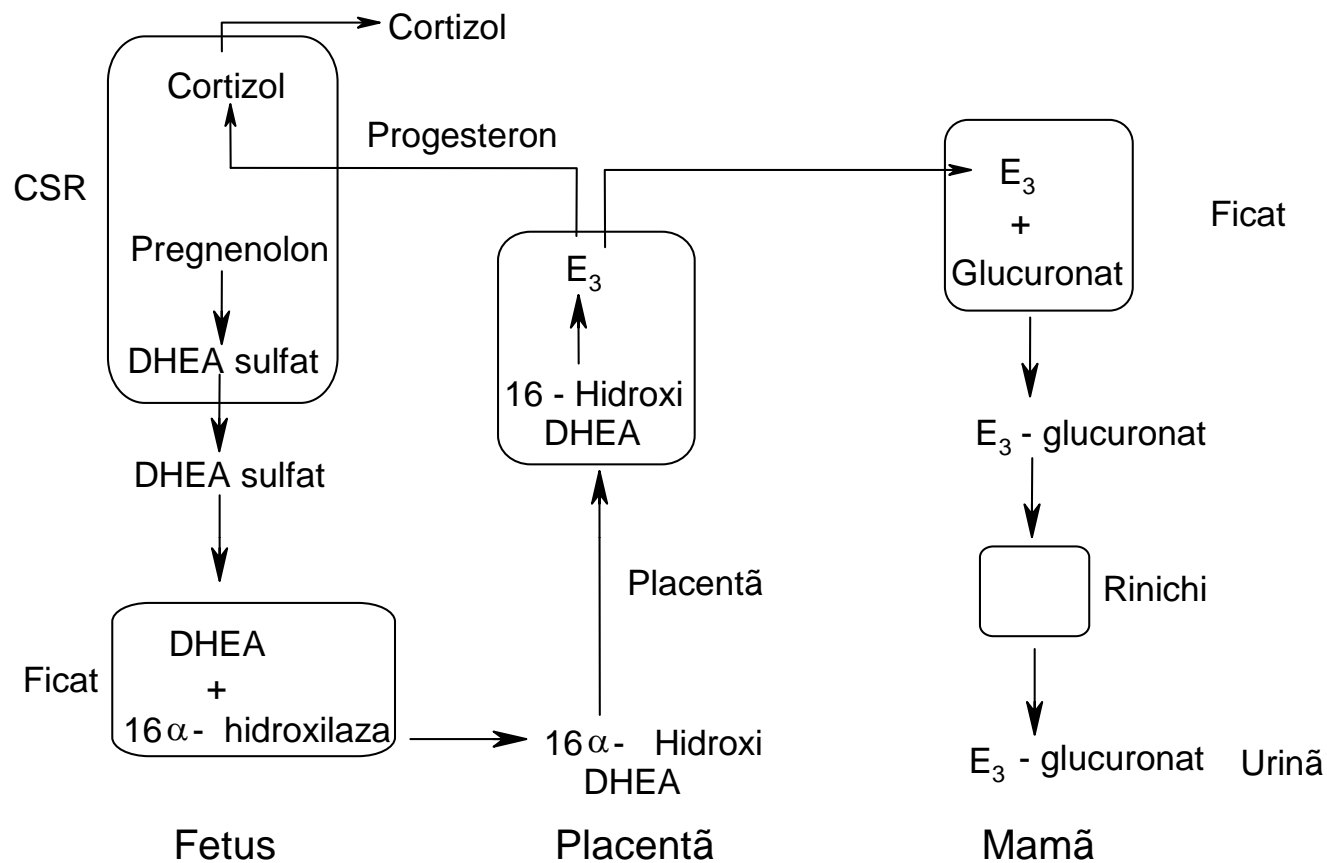 Cortizol
Cortizol
Progesteron
CSR
Pregnenolon
DHEA sulfat
DHEA sulfat
Ficat
DHEA
+
16α- hidroxilaza
E₃
16 - Hidroxi
DHEA
Placentã
16α- Hidroxi
DHEA
E₃
+
Glucuronat
Ficat
E₃ - glucuronat
Rinichi
E₃ - glucuronat
Urinã
Fetus
Placentã
Mamã